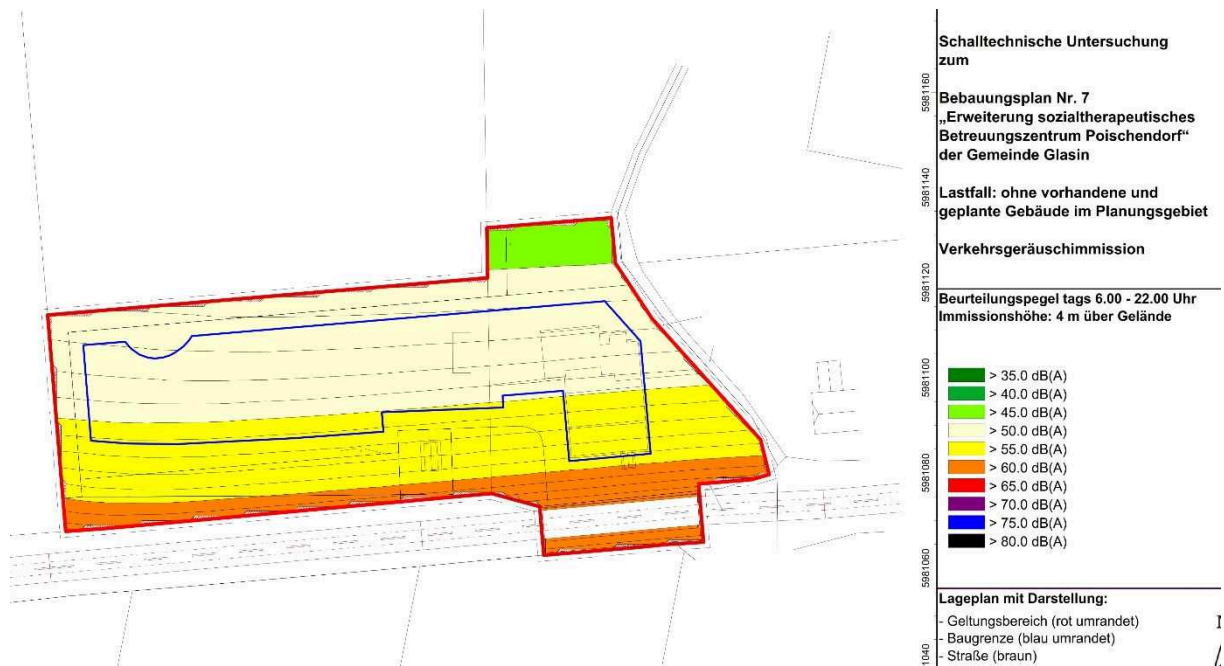 Schalltechnische Untersuchung
zum
Bebauungsplan Nr. 7
„Erweiterung sozialtherapeutisches
Betreuungszentrum Poischendorf“
der Gemeinde Glasin
Lastfall: ohne vorhandene und
geplante Gebäude im Planungsgebiet
Verkehrsgeräuschimmission
Beurteilungspegel tags 6.00 - 22.00 Uhr
Immissionshöhe: 4 m über Gelände
> 35.0 dB(A)
> 40.0 dB(A)
> 45.0 dB(A)
> 50.0 dB(A)
> 55.0 dB(A)
> 60.0 dB(A)
> 65.0 dB(A)
> 70.0 dB(A)
> 75.0 dB(A)
> 80.0 dB(A)
Lageplan mit Darstellung:
- Geltungsbereich (rot umrandet)
- Baugrenze (blau umrandet)
- Straße (braun)
5981160
5981140
5981120
5981100
5981080
5981060
1040